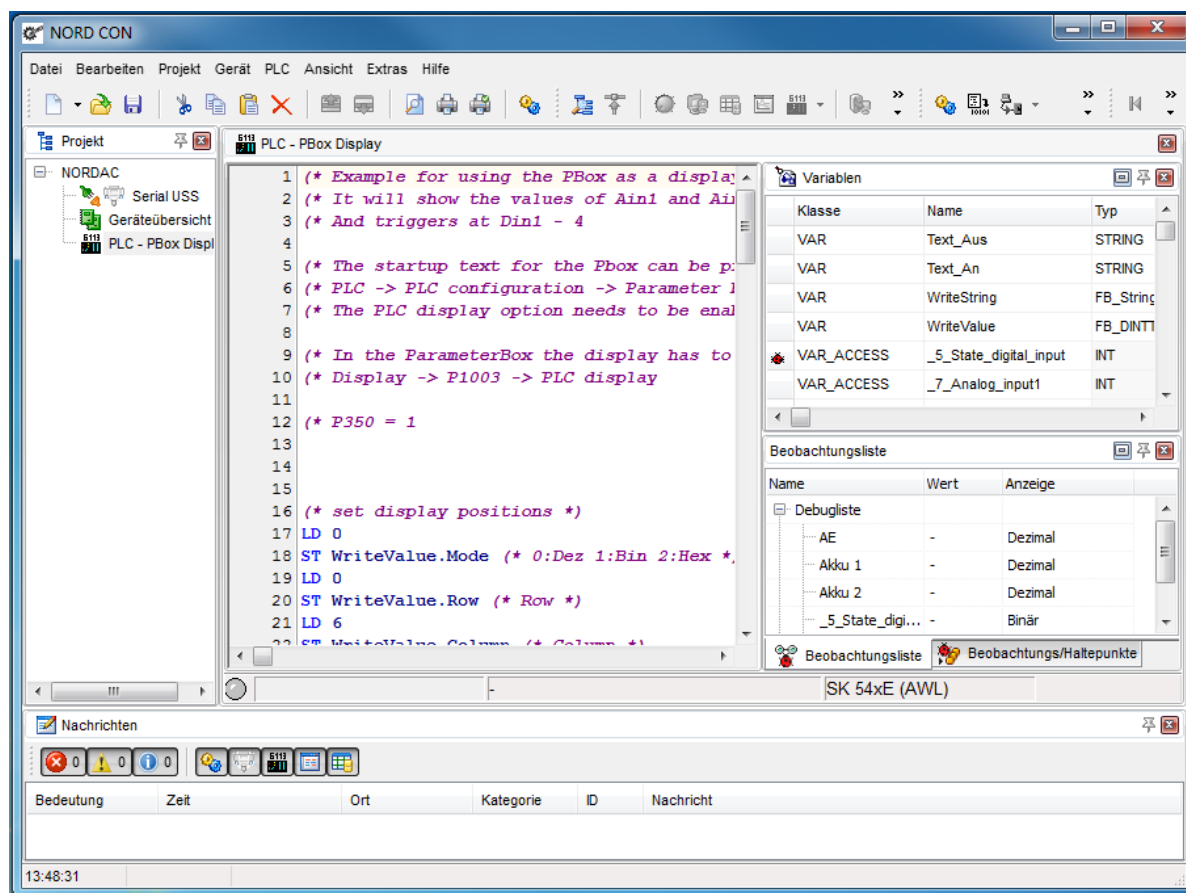 NORD CON
Datei Bearbeiten Projekt Gerät PLC Ansicht Extras Hilfe
Projekt
NORDAC
Serial USS
Geräteübersicht
PLC - PBox Displ
PLC - PBox Display
1 (* Example for using the PBox as a display
2 (* It will show the values of Ain1 and Ai
3 (* And triggers at Din1 - 4
4
5 (* The startup text for the Pbox can be p
6 (* PLC -> PLC configuration -> Parameter
7 (* The PLC display option needs to be ena
8
9 (* In the ParameterBox the display has to
10 (* Display -> P1003 -> PLC display
11
12 (* P350 = 1
13
14
15
16 (* set display positions *)
17 LD 0
18 ST WriteValue.Mode (* 0:Dez 1:Bin 2:Hex *
19 LD 0
20 ST WriteValue.Row (* Row *)
21 LD 6
22 ST WriteValue.Column (* Column *)
Variablen
Klasse Name Typ
VAR Text_Aus STRING
VAR Text_An STRING
VAR WriteString FB_String
VAR WriteValue FB_DINTT
VAR_ACCESS _5_State_digital_input INT
VAR_ACCESS _7_Analog_input1 INT
Beobachtungsliste
Name Wert Anzeige
Debugliste
AE - Dezimal
Akku 1 - Dezimal
Akku 2 - Dezimal
_5_State_digi... - Binär
Beobachtungsliste Beobachtungs/Haltepunkte
- SK 54xE (AWL)
Nachrichten
0 0 0
Bedeutung Zeit Ort Kategorie ID Nachricht
13:48:31